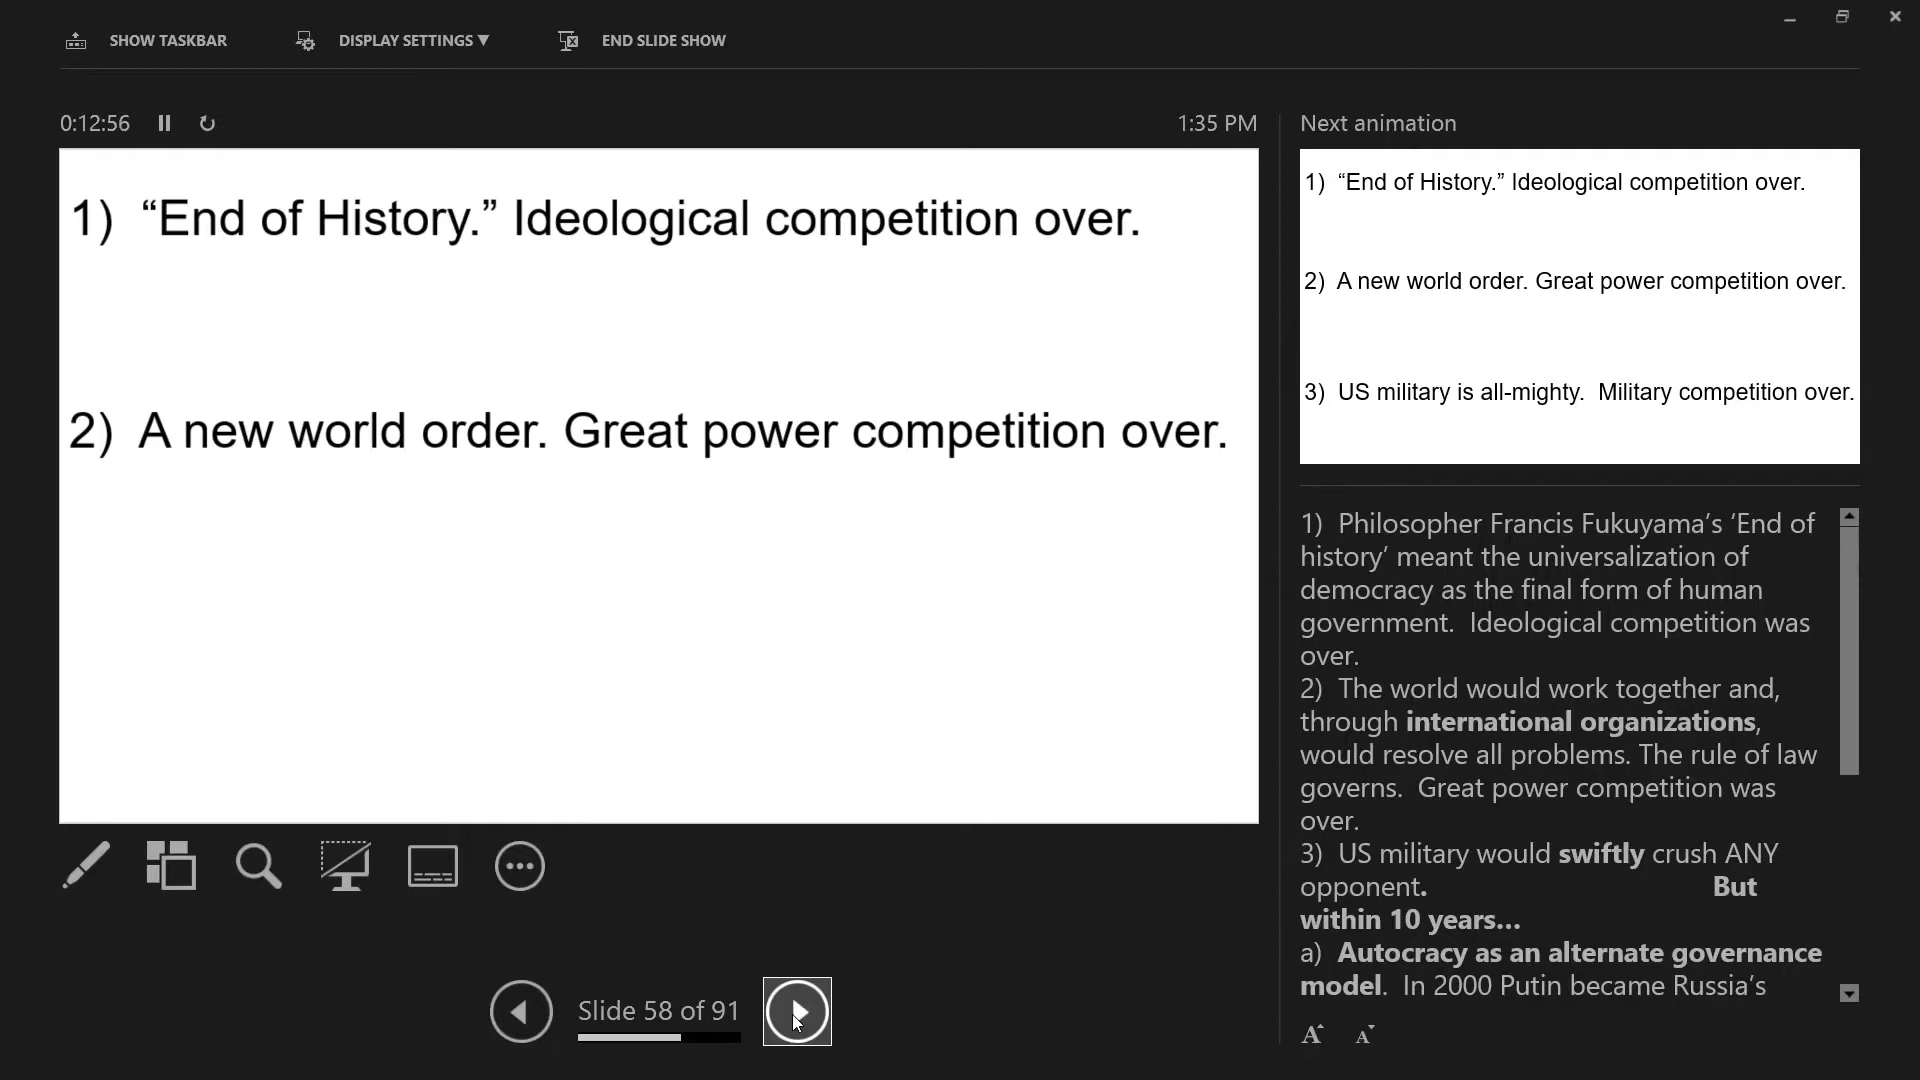 SHOW TASKBAR
DISPLAY SETTINGS ▼
END SLIDE SHOW
0:12:56
1:35 PM
1) “End of History.” Ideological competition over.
2) A new world order. Great power competition over.
Slide 58 of 91
Next animation
1) “End of History.” Ideological competition over.
2) A new world order. Great power competition over.
3) US military is all-mighty. Military competition over.
1) Philosopher Francis Fukuyama’s ‘End of
history’ meant the universalization of
democracy as the final form of human
government. Ideological competition was
over.
2) The world would work together and,
through international organizations,
would resolve all problems. The rule of law
governs. Great power competition was
over.
3) US military would swiftly crush ANY
opponent. But
within 10 years...
a) Autocracy as an alternate governance
model. In 2000 Putin became Russia’s
A A